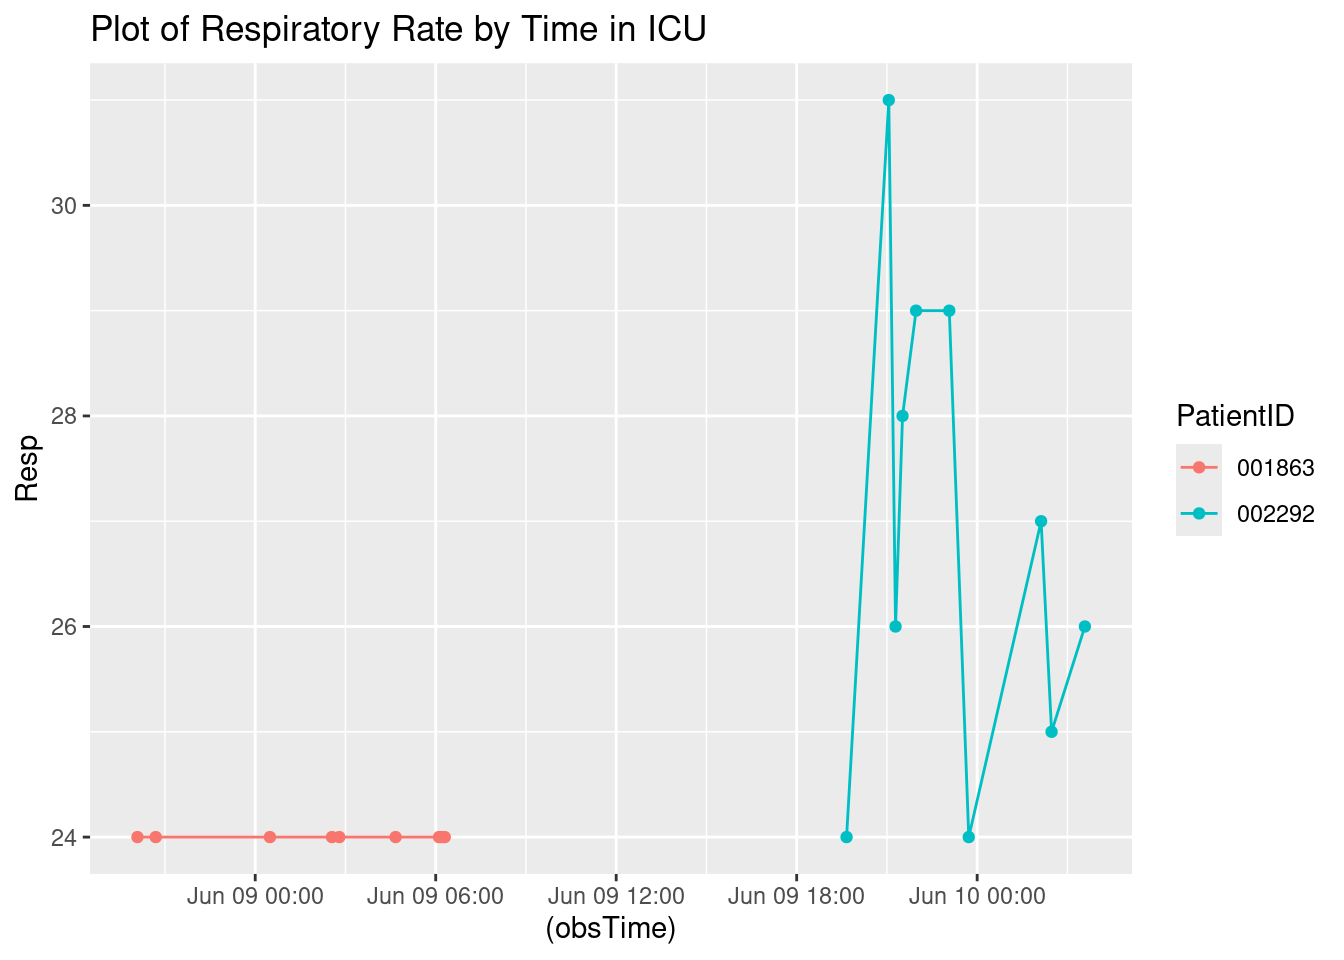 Plot of Respiratory Rate by Time in ICU
Resp
30
28
26
24
Jun 09 00:00
Jun 09 06:00
Jun 09 12:00
Jun 09 18:00
Jun 10 00:00
(obsTime)
PatientID
001863
002292